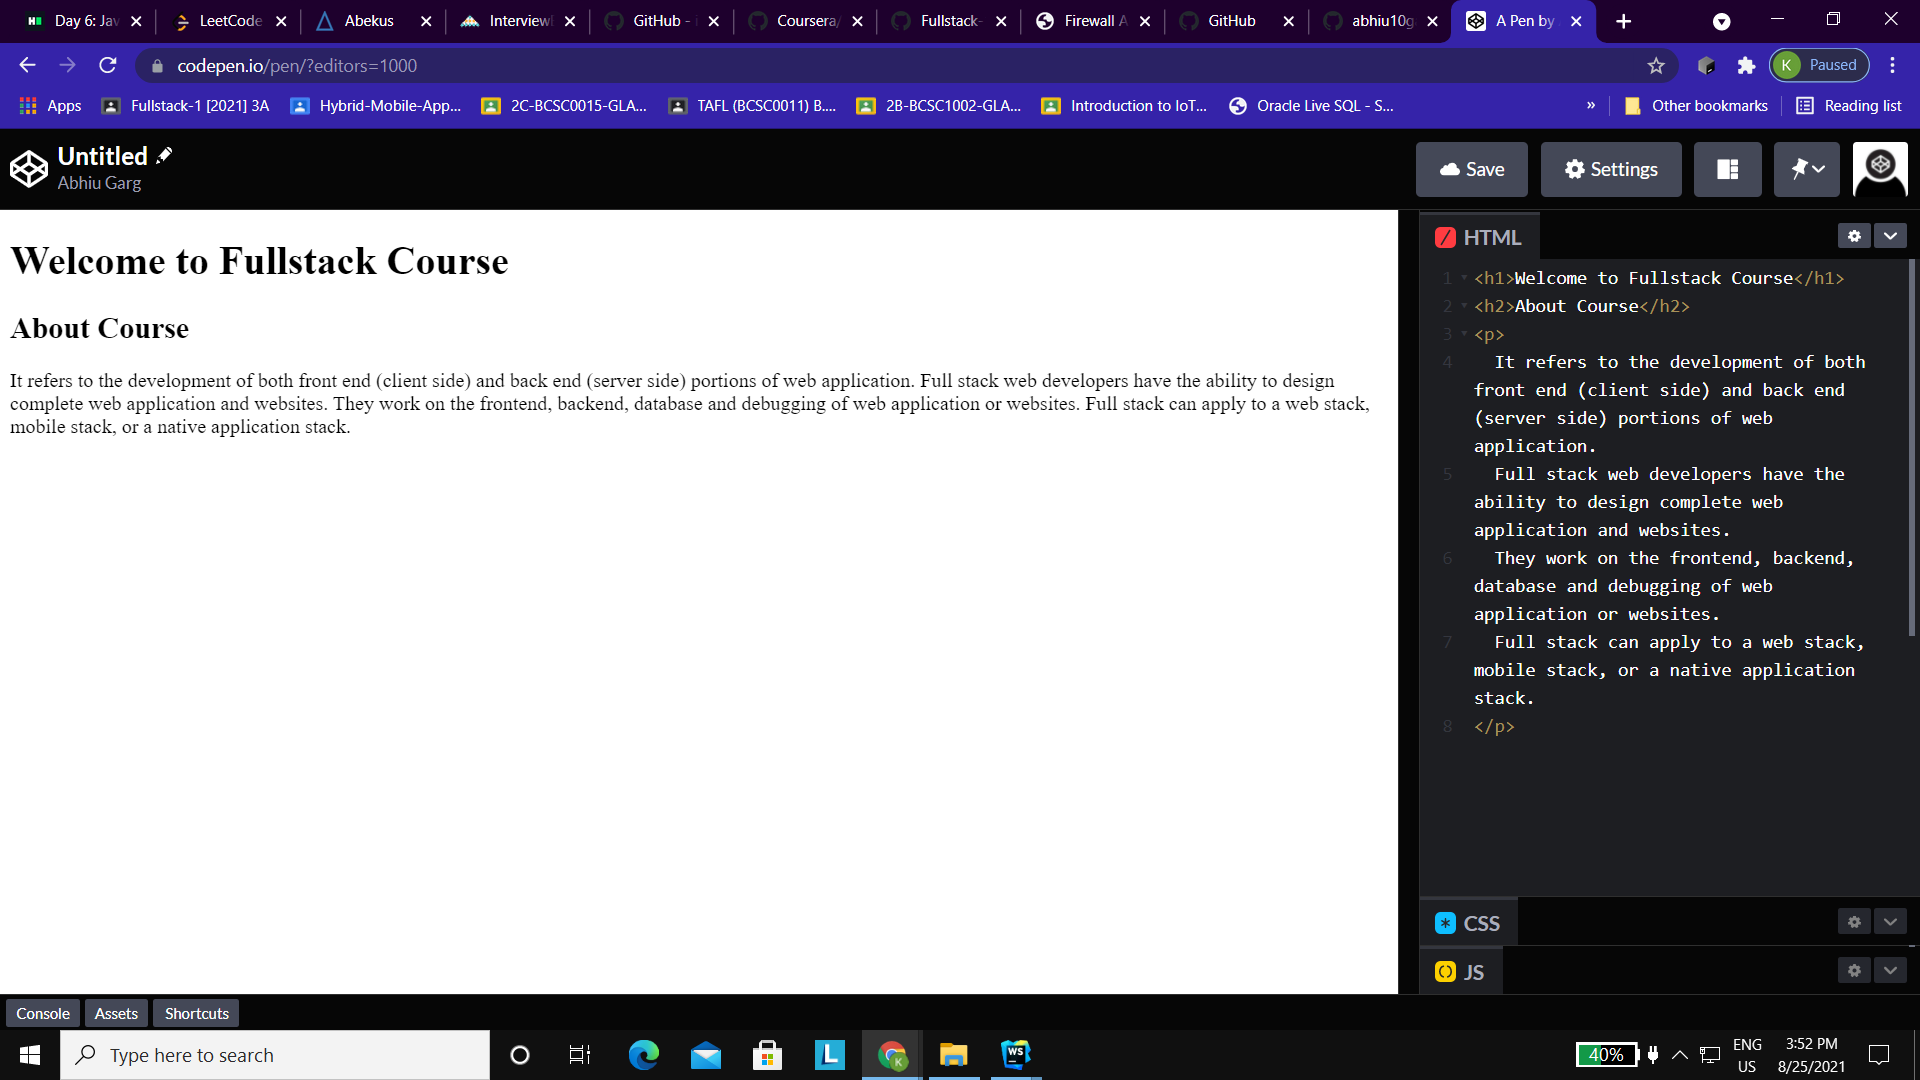 Day 6: Jav
LeetCode
Abekus
Interviewl
GitHub - i
Coursera/
Fullstack-
Firewall A
GitHub
abhiu10g
A Pen by
codepen.io/pen/?editors=1000
K
Paused
Apps
Fullstack-1 [2021] 3A
Hybrid-Mobile-App...
2C-BCSC0015-GLA...
TAFL (BCSC0011) B....
2B-BCSC1002-GLA...
Introduction to IoT...
Oracle Live SQL - S...
»
Other bookmarks
Reading list
Untitled
Abhiu Garg
Save
Settings
Welcome to Fullstack Course
About Course
It refers to the development of both front end (client side) and back end (server side) portions of web application. Full stack web developers have the ability to design
complete web application and websites. They work on the frontend, backend, database and debugging of web application or websites. Full stack can apply to a web stack,
mobile stack, or a native application stack.
HTML
1 <h1>Welcome to Fullstack Course</h1>
2 <h2>About Course</h2>
3 <p>
4 It refers to the development of both
front end (client side) and back end
(server side) portions of web
application.
5 Full stack web developers have the
ability to design complete web
application and websites.
6 They work on the frontend, backend,
database and debugging of web
application or websites.
7 Full stack can apply to a web stack,
mobile stack, or a native application
stack.
8 </p>
CSS
JS
Console
Assets
Shortcuts
Type here to search
L
K
WS
40%
ENG
US
3:52 PM
8/25/2021